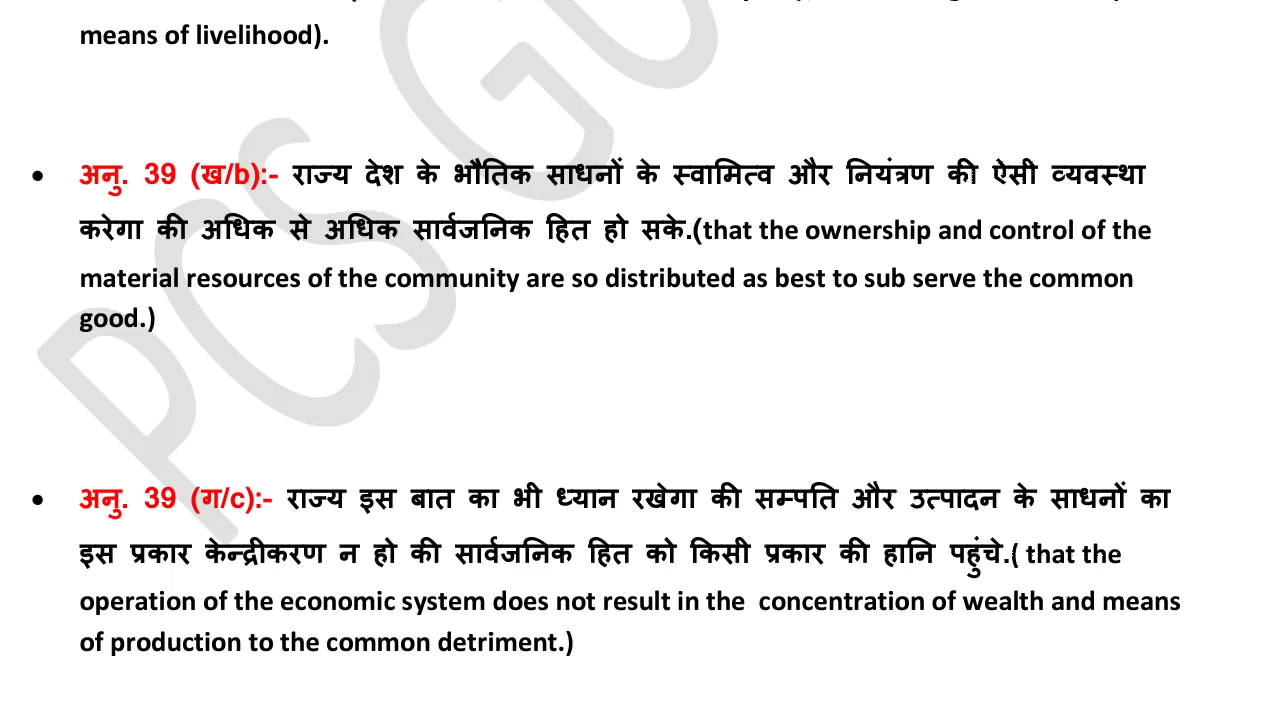 means of livelihood).
• अनु. 39 (ख/b):- राज्य देश के भौतिक साधनों के स्वामित्व और नियंत्रण की ऐसी व्यवस्था
करेगा की अधिक से अधिक सार्वजनिक हित हो सके.(that the ownership and control of the
material resources of the community are so distributed as best to sub serve the common
good.)
• अनु. 39 (ग/c):- राज्य इस बात का भी ध्यान रखेगा की सम्पति और उत्पादन के साधनों का
इस प्रकार केन्द्रीकरण न हो की सार्वजनिक हित को किसी प्रकार की हानि पहुंचे.( that the
operation of the economic system does not result in the  concentration of wealth and means
of production to the common detriment.)
PCS